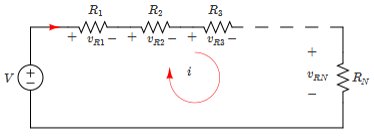 R1 R2 R3
+ vR1 − + vR2 − + vR3 −
+
V + − i vRN RN
−